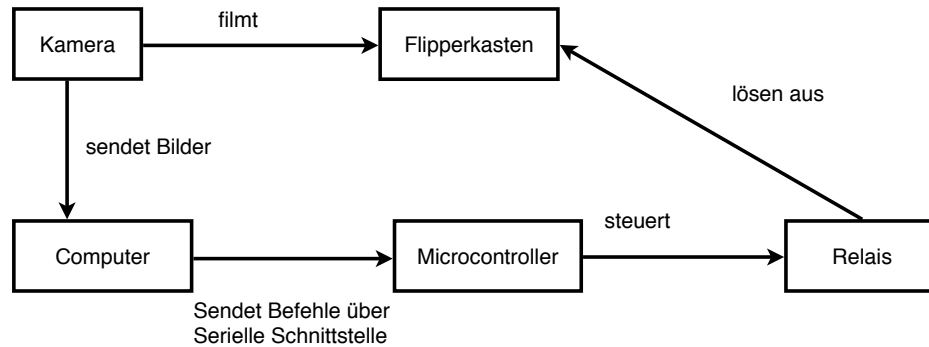 filmt
Kamera
Flipperkasten
lösen aus
sendet Bilder
steuert
Computer
Microcontroller
Relais
Sendet Befehle über
Serielle Schnittstelle